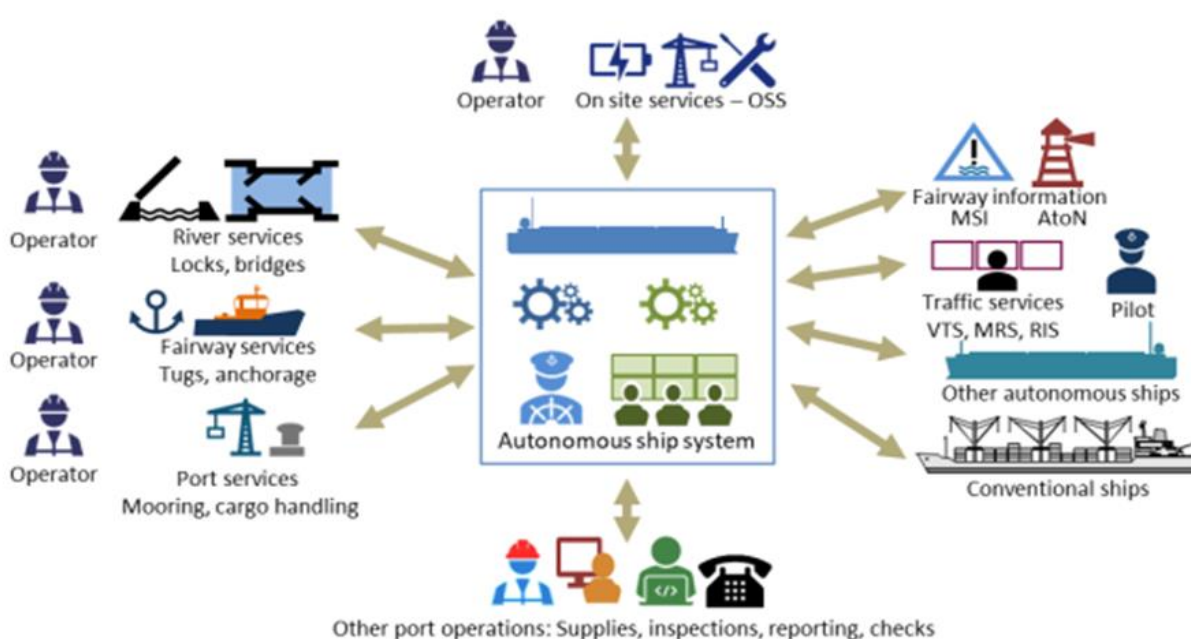 Operator
On site services – OSS
Operator
River services
Locks, bridges
Fairway information
MSI AtoN
Operator
Fairway services
Tugs, anchorage
Traffic services
VTS, MRS, RIS
Pilot
Other autonomous ships
Operator
Port services
Mooring, cargo handling
Autonomous ship system
Conventional ships
Other port operations: Supplies, inspections, reporting, checks